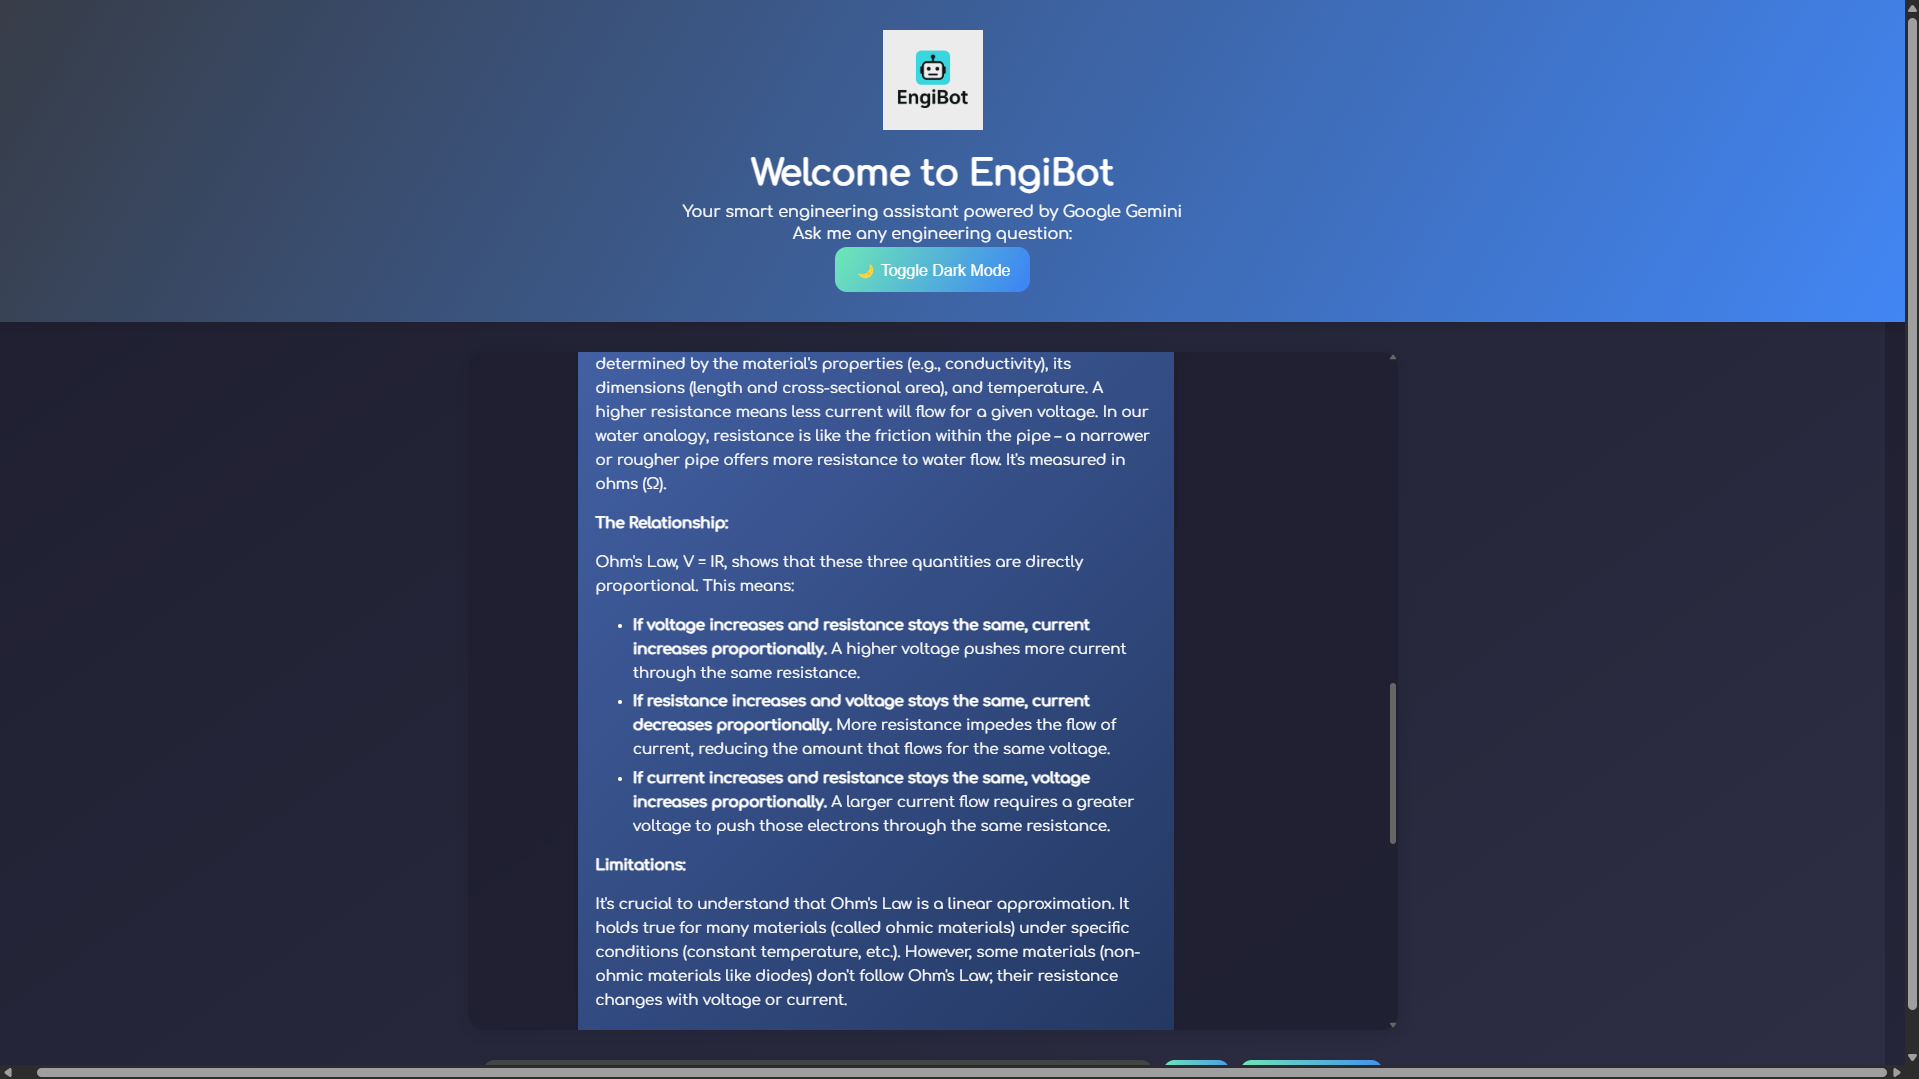 EngiBot
Welcome to EngiBot
Your smart engineering assistant powered by Google Gemini
Ask me any engineering question:
🌙 Toggle Dark Mode
determined by the material's properties (e.g., conductivity), its
dimensions (length and cross-sectional area), and temperature. A
higher resistance means less current will flow for a given voltage. In our
water analogy, resistance is like the friction within the pipe – a narrower
or rougher pipe offers more resistance to water flow. It's measured in
ohms (Ω).
The Relationship:
Ohm's Law, V = IR, shows that these three quantities are directly
proportional. This means:
• If voltage increases and resistance stays the same, current
increases proportionally. A higher voltage pushes more current
through the same resistance.
• If resistance increases and voltage stays the same, current
decreases proportionally. More resistance impedes the flow of
current, reducing the amount that flows for the same voltage.
• If current increases and resistance stays the same, voltage
increases proportionally. A larger current flow requires a greater
voltage to push those electrons through the same resistance.
Limitations:
It's crucial to understand that Ohm's Law is a linear approximation. It
holds true for many materials (called ohmic materials) under specific
conditions (constant temperature, etc.). However, some materials (non-
ohmic materials like diodes) don't follow Ohm's Law; their resistance
changes with voltage or current.